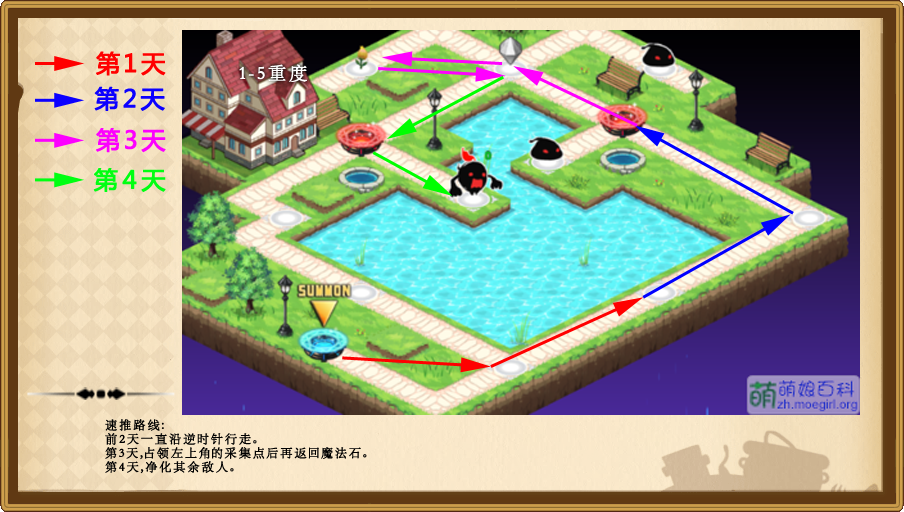 第1天
第2天
第3天
第4天
1-5重度
SUMMON
萌 萌娘百科
zh.moegirl.org
速推路线:
前2天一直沿逆时针行走。
第3天,占领左上角的采集点后再返回魔法石。
第4天,净化其余敌人。